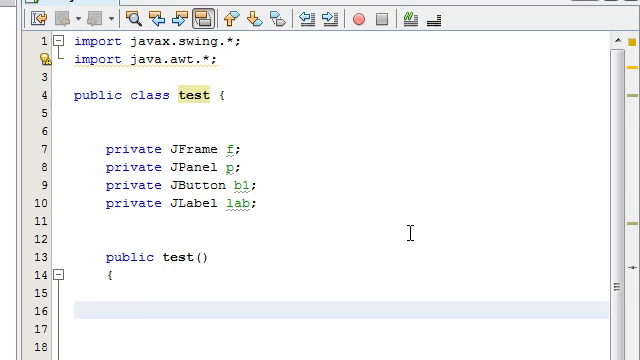 1 import javax.swing.*;
2 import java.awt.*;
3
4 public class test {
5
6
7 private JFrame f;
8 private JPanel p;
9 private JButton b1;
10 private JLabel lab;
11
12
13 public test()
14 {
15
16
17
18